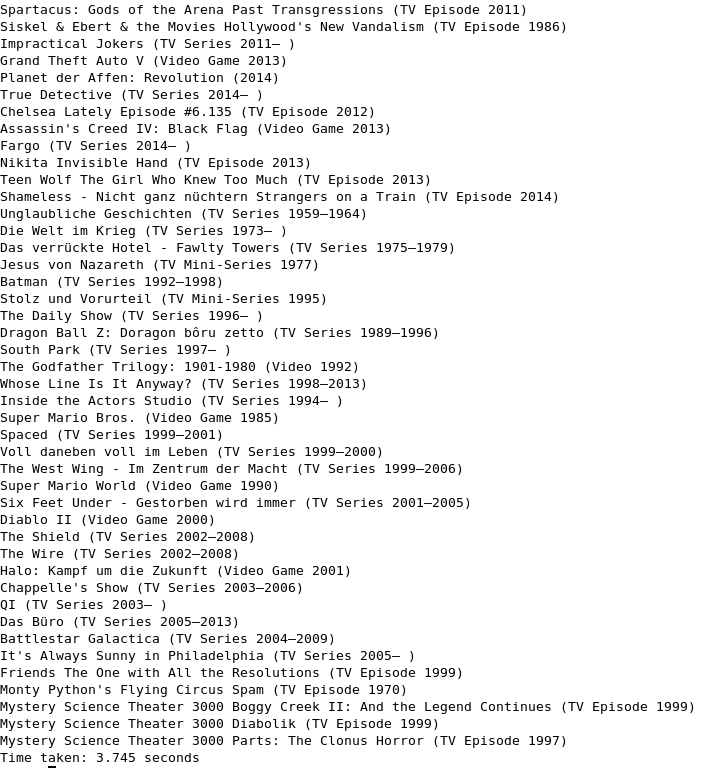 Spartacus: Gods of the Arena Past Transgressions (TV Episode 2011)
Siskel & Ebert & the Movies Hollywood's New Vandalism (TV Episode 1986)
Impractical Jokers (TV Series 2011– )
Grand Theft Auto V (Video Game 2013)
Planet der Affen: Revolution (2014)
True Detective (TV Series 2014– )
Chelsea Lately Episode #6.135 (TV Episode 2012)
Assassin's Creed IV: Black Flag (Video Game 2013)
Fargo (TV Series 2014– )
Nikita Invisible Hand (TV Episode 2013)
Teen Wolf The Girl Who Knew Too Much (TV Episode 2013)
Shameless - Nicht ganz nüchtern Strangers on a Train (TV Episode 2014)
Unglaubliche Geschichten (TV Series 1959–1964)
Die Welt im Krieg (TV Series 1973– )
Das verrückte Hotel - Fawlty Towers (TV Series 1975–1979)
Jesus von Nazareth (TV Mini-Series 1977)
Batman (TV Series 1992–1998)
Stolz und Vorurteil (TV Mini-Series 1995)
The Daily Show (TV Series 1996– )
Dragon Ball Z: Doragon bôru zetto (TV Series 1989–1996)
South Park (TV Series 1997– )
The Godfather Trilogy: 1901-1980 (Video 1992)
Whose Line Is It Anyway? (TV Series 1998–2013)
Inside the Actors Studio (TV Series 1994– )
Super Mario Bros. (Video Game 1985)
Spaced (TV Series 1999–2001)
Voll daneben voll im Leben (TV Series 1999–2000)
The West Wing - Im Zentrum der Macht (TV Series 1999–2006)
Super Mario World (Video Game 1990)
Six Feet Under - Gestorben wird immer (TV Series 2001–2005)
Diablo II (Video Game 2000)
The Shield (TV Series 2002–2008)
The Wire (TV Series 2002–2008)
Halo: Kampf um die Zukunft (Video Game 2001)
Chappelle's Show (TV Series 2003–2006)
QI (TV Series 2003– )
Das Büro (TV Series 2005–2013)
Battlestar Galactica (TV Series 2004–2009)
It's Always Sunny in Philadelphia (TV Series 2005– )
Friends The One with All the Resolutions (TV Episode 1999)
Monty Python's Flying Circus Spam (TV Episode 1970)
Mystery Science Theater 3000 Boggy Creek II: And the Legend Continues (TV Episode 1999)
Mystery Science Theater 3000 Diabolik (TV Episode 1999)
Mystery Science Theater 3000 Parts: The Clonus Horror (TV Episode 1997)
Time taken: 3.745 seconds